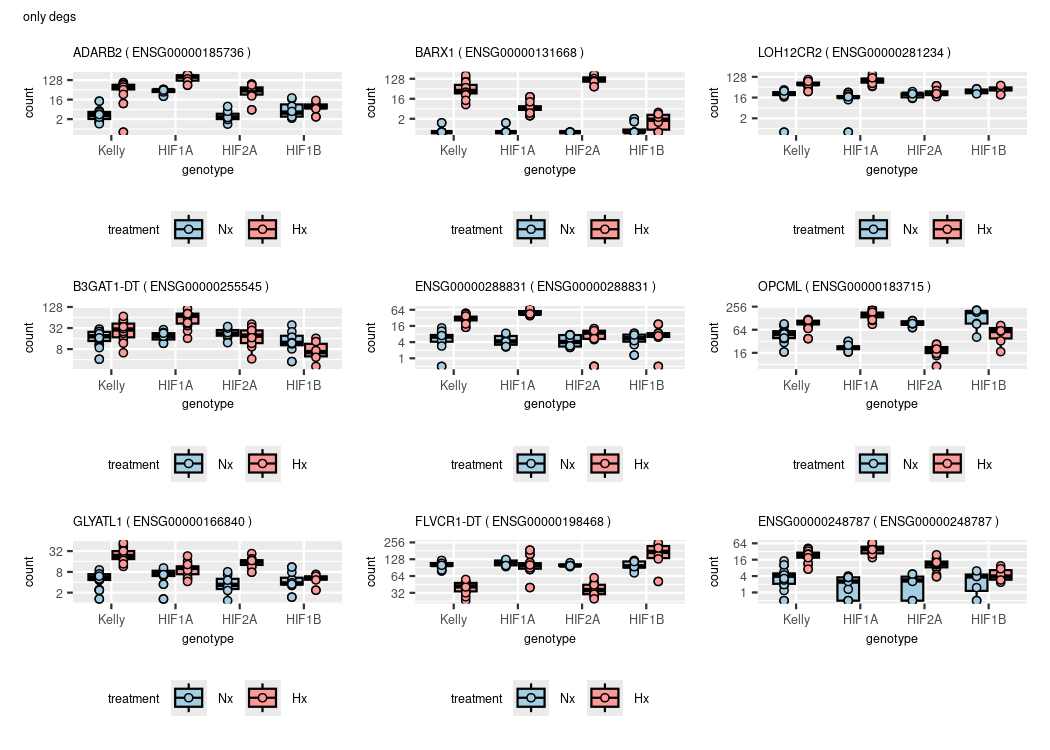 only degs
ADARB2 ( ENSG00000185736 )
count
128
16
2
Kelly HIF1A HIF2A HIF1B
genotype
treatment Nx Hx
BARX1 ( ENSG00000131668 )
count
128
16
2
Kelly HIF1A HIF2A HIF1B
genotype
treatment Nx Hx
LOH12CR2 ( ENSG00000281234 )
count
128
16
2
Kelly HIF1A HIF2A HIF1B
genotype
treatment Nx Hx
B3GAT1-DT ( ENSG00000255545 )
count
128
32
8
Kelly HIF1A HIF2A HIF1B
genotype
treatment Nx Hx
ENSG00000288831 ( ENSG00000288831 )
count
64
16
4
1
Kelly HIF1A HIF2A HIF1B
genotype
treatment Nx Hx
OPCML ( ENSG00000183715 )
count
256
64
16
Kelly HIF1A HIF2A HIF1B
genotype
treatment Nx Hx
GLYATL1 ( ENSG00000166840 )
count
32
8
2
Kelly HIF1A HIF2A HIF1B
genotype
treatment Nx Hx
FLVCR1-DT ( ENSG00000198468 )
count
256
128
64
32
Kelly HIF1A HIF2A HIF1B
genotype
treatment Nx Hx
ENSG00000248787 ( ENSG00000248787 )
count
64
16
4
1
Kelly HIF1A HIF2A HIF1B
genotype